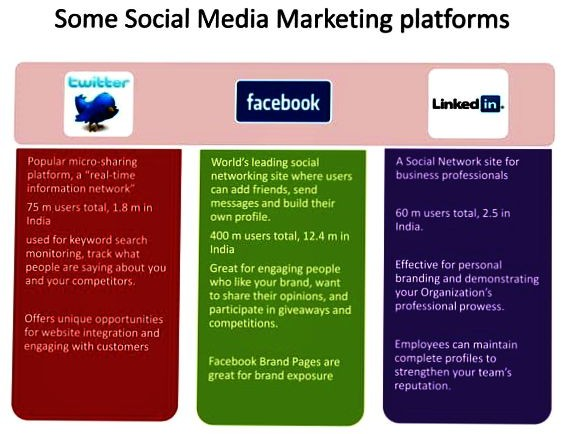 Some Social Media Marketing platforms
twitter
facebook
Linked in.
Popular micro-sharing
platform, a "real-time
information network"
75 m users total, 1.8 m in
India
used for keyword search
monitoring, track what
people are saying about you
and your competitors.
Offers unique opportunities
for website integration and
engaging with customers
World's leading social
networking site where users
can add friends, send
messages and build their
own profile.
400 m users total, 12.4 m in
India
Great for engaging people
who like your brand, want
to share their opinions, and
participate in giveaways and
competitions.
Facebook Brand Pages are
great for brand exposure
A Social Network site for
business professionals
60 m users total, 2.5 in
India.
Effective for personal
branding and demonstrating
your Organization's
professional prowess.
Employees can maintain
complete profiles to
strengthen your team's
reputation.